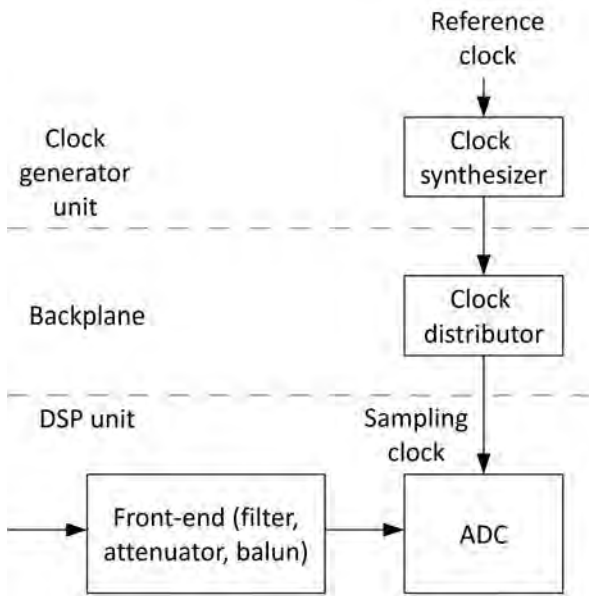 Reference
clock
Clock
generator
unit
Clock
synthesizer
Backplane
Clock
distributor
DSP unit
Sampling
clock
Front-end (filter,
attenuator, balun)
ADC